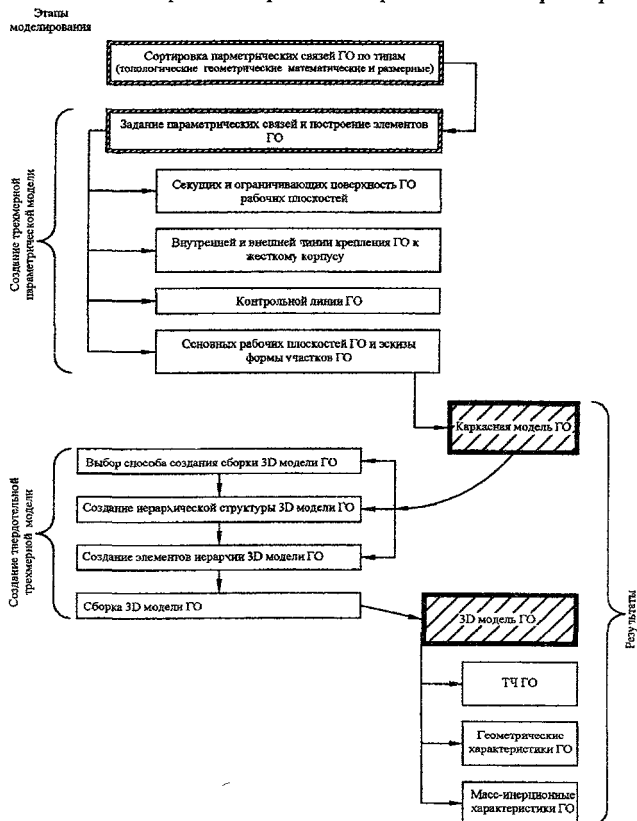 Этапы
моделирования
Сортировка парметрических связей ГО по типам
(топологические геометрические математические и размерные)
Задание параметрических связей и построение элементов
ГО
Создание трехмерной
параметрической модели
Секущих и ограничивающих поверхность ГО
рабочих плоскостей
Внутренней и внешней линии крепления ГО к
жесткому корпусу
Контрольной линии ГО
Сеновных рабочих плоскостей ГО и эскизы
формы участков ГО
Каркасная модель ГО
Создание твердотельной
трехмерной модели
Выбор способа создания сборки 3D модели ГО
Создание иерархической структуры 3D модели ГО
Создание элементов иерархии 3D модели ГО
Сборка 3D модели ГО
3D модель ГО
Результаты
ТЧ ГО
Геометрические
характеристики ГО
Масс-инерционные
характеристики ГО